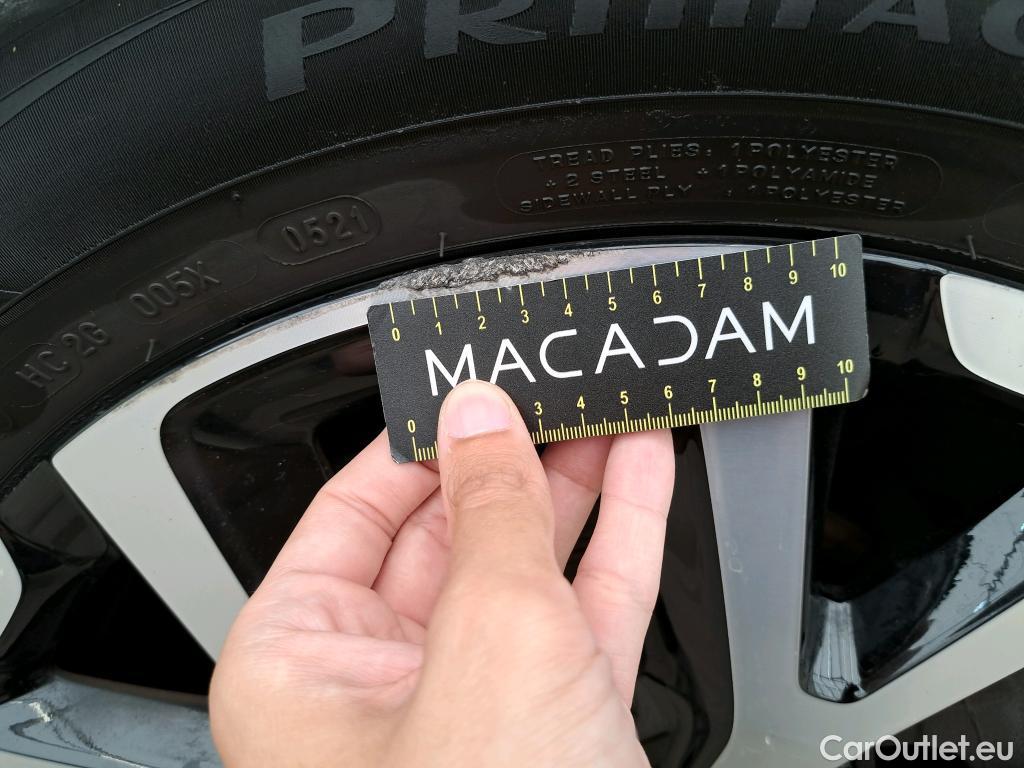 PRIMAC
TREAD PLIES: 1 POLYESTER
+ 2 STEEL + 1 POLYAMIDE
SIDEWALL PLY : 1 POLYESTER
0521
005X
HC 2G
0 1 2 3 4 5 6 7 8 9 10
MACADAM
0 3 4 5 6 7 8 9 10
CarOutlet.eu